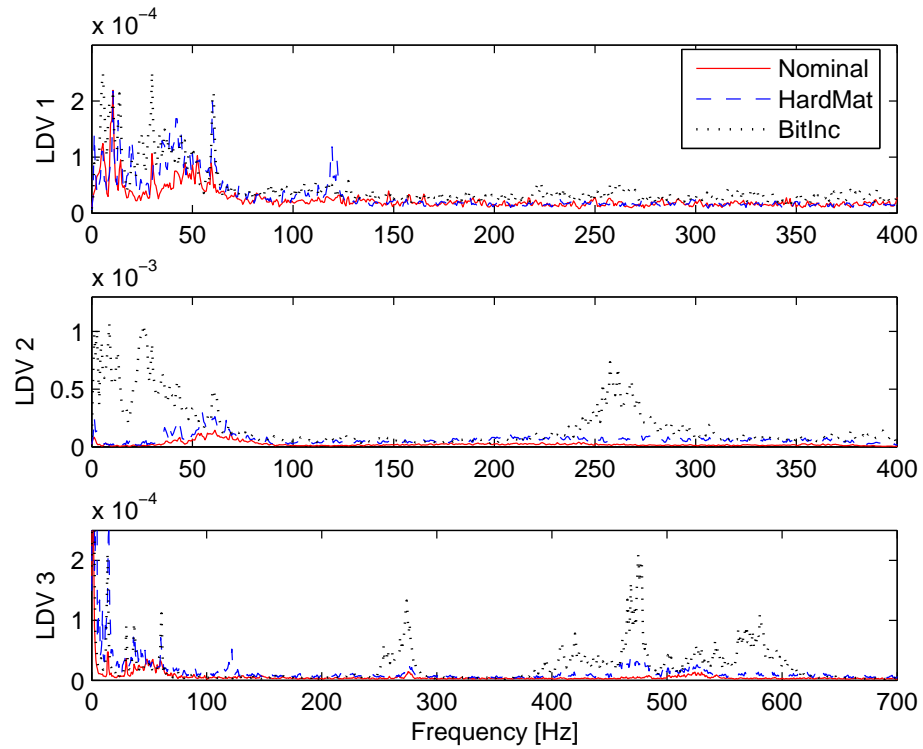 x 10⁻⁴
2
1
0
LDV 1
0 50 100 150 200 250 300 350 400
Nominal
HardMat
BitInc
x 10⁻³
1
0.5
0
LDV 2
0 50 100 150 200 250 300 350 400
x 10⁻⁴
2
1
0
LDV 3
0 100 200 300 400 500 600 700
Frequency [Hz]